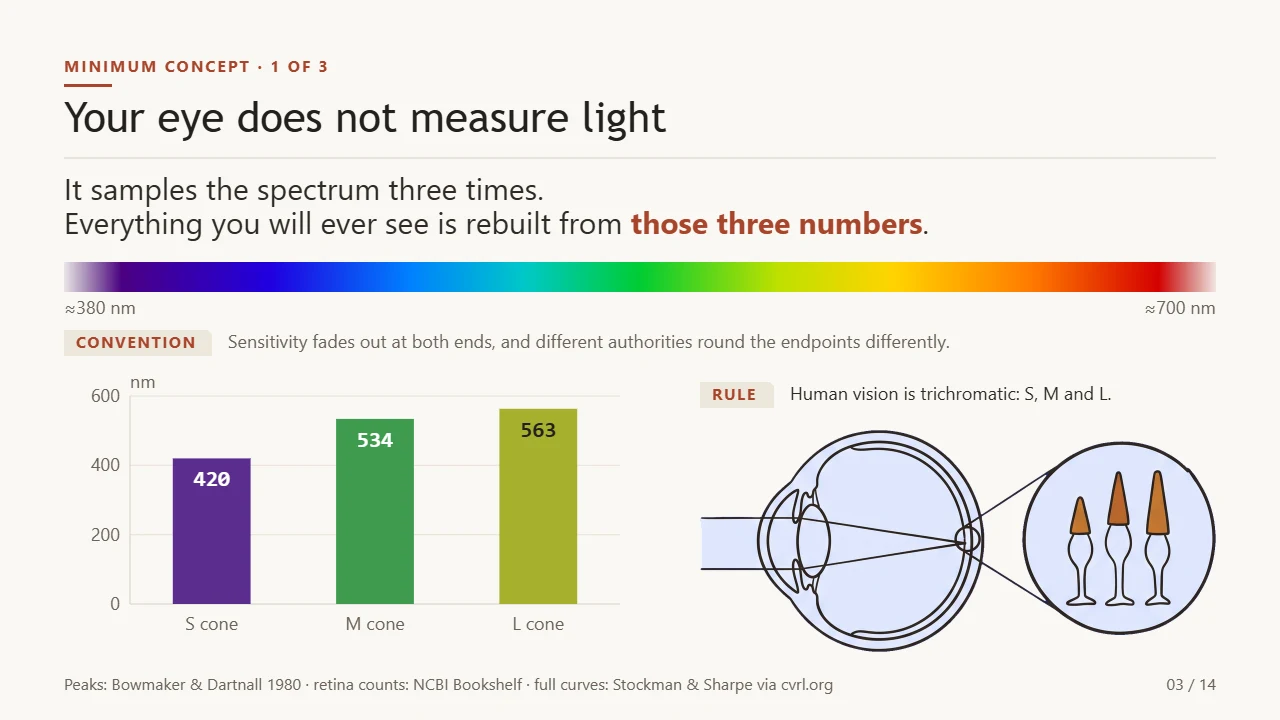 MINIMUM CONCEPT · 1 OF 3
Your eye does not measure light
It samples the spectrum three times.
Everything you will ever see is rebuilt from those three numbers.
≈380 nm
≈700 nm
CONVENTION
Sensitivity fades out at both ends, and different authorities round the endpoints differently.
nm
600
400
200
0
420
534
563
S cone
M cone
L cone
RULE
Human vision is trichromatic: S, M and L.
Peaks: Bowmaker & Dartnall 1980 · retina counts: NCBI Bookshelf · full curves: Stockman & Sharpe via cvrl.org
03 / 14